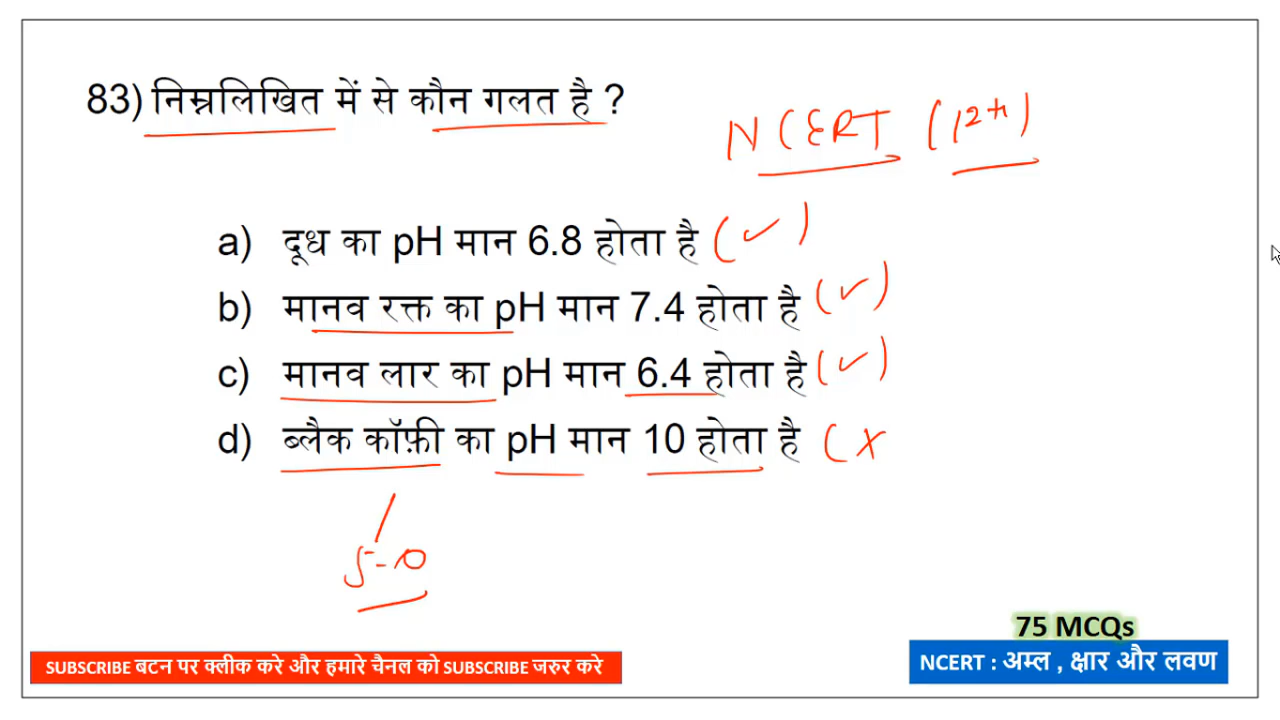 83) निम्नलिखित में से कौन गलत है ?
NCERT (12th)
a) दूध का pH मान 6.8 होता है (✓)
b) मानव रक्त का pH मान 7.4 होता है (✓)
c) मानव लार का pH मान 6.4 होता है (✓)
d) ब्लैक कॉफ़ी का pH मान 10 होता है (x
5-0
75 MCQs
SUBSCRIBE बटन पर क्लीक करे और हमारे चैनल को SUBSCRIBE जरुर करे
NCERT : अम्ल , क्षार और लवण